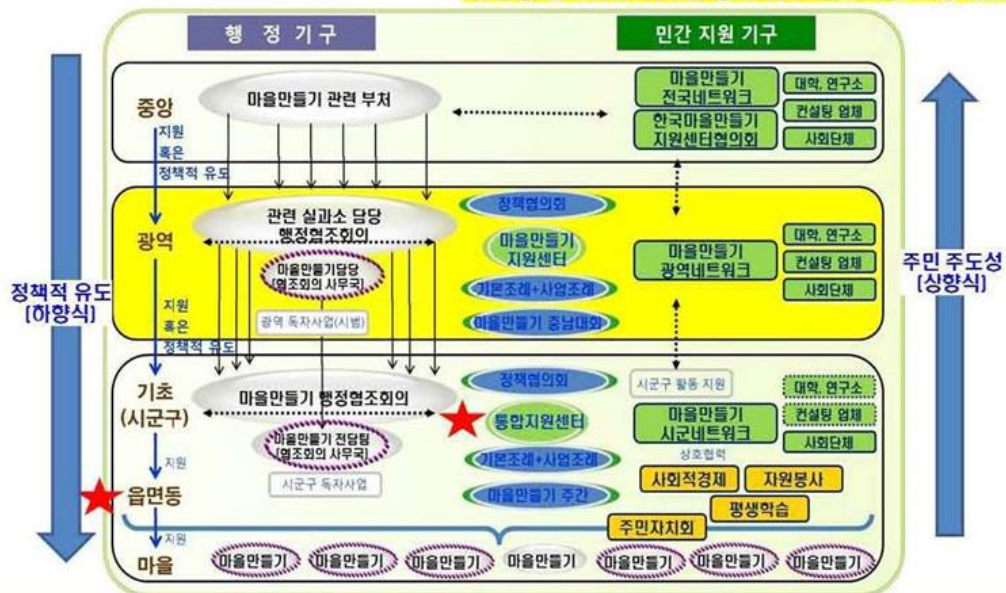 행 정 기 구
민간 지원 기구
중앙
마을만들기 관련 부처
마을만들기
전국네트워크
한국마을만들기
지원센터협의회
대학, 연구소
컨설팅 업체
사회단체
지원
혹은
정책적 유도
광역
관련 실과소 담당
행정협조회의
마을만들기담당
[협조회의 사무국]
광역 독자사업(시범)
정책협의회
마을만들기
지원센터
기본조례+사업조례
마을만들기 충남대회
마을만들기
광역네트워크
대학, 연구소
컨설팅 업체
사회단체
정책적 유도
[하향식]
주민 주도성
[상향식]
지원
혹은
정책적 유도
기초
(시군구)
마을만들기 행정협조회의
마을만들기 전담팀
[협조회의 사무국]
시군구 독자사업
정책협의회
통합지원센터
기본조례+사업조례
마을만들기 주간
시군구 활동 지원
마을만들기
시군네트워크
상호협력
대학, 연구소
컨설팅 업체
사회단체
사회적경제
자원봉사
평생학습
주민자치회
지원
읍면동
지원
마을
마을만들기
마을만들기
마을만들기
마을만들기
마을만들기
마을만들기
마을만들기